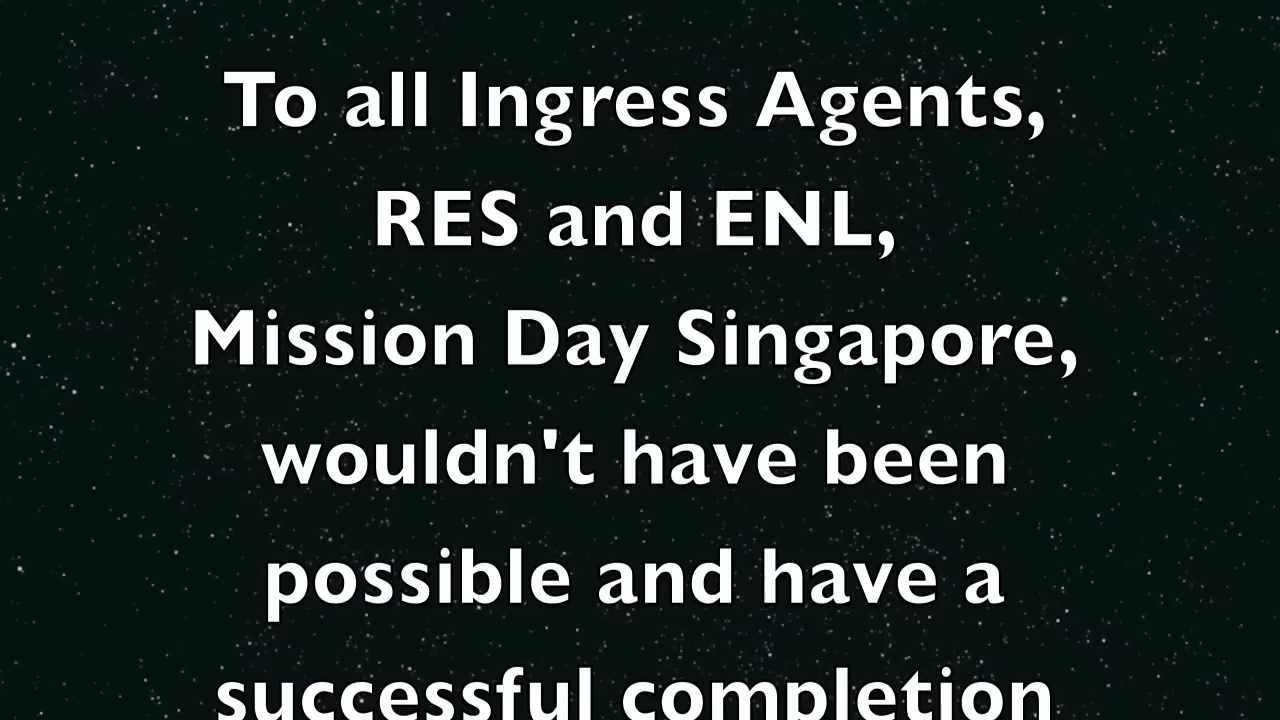 To all Ingress Agents,
RES and ENL,
Mission Day Singapore,
wouldn't have been
possible and have a
successful completion